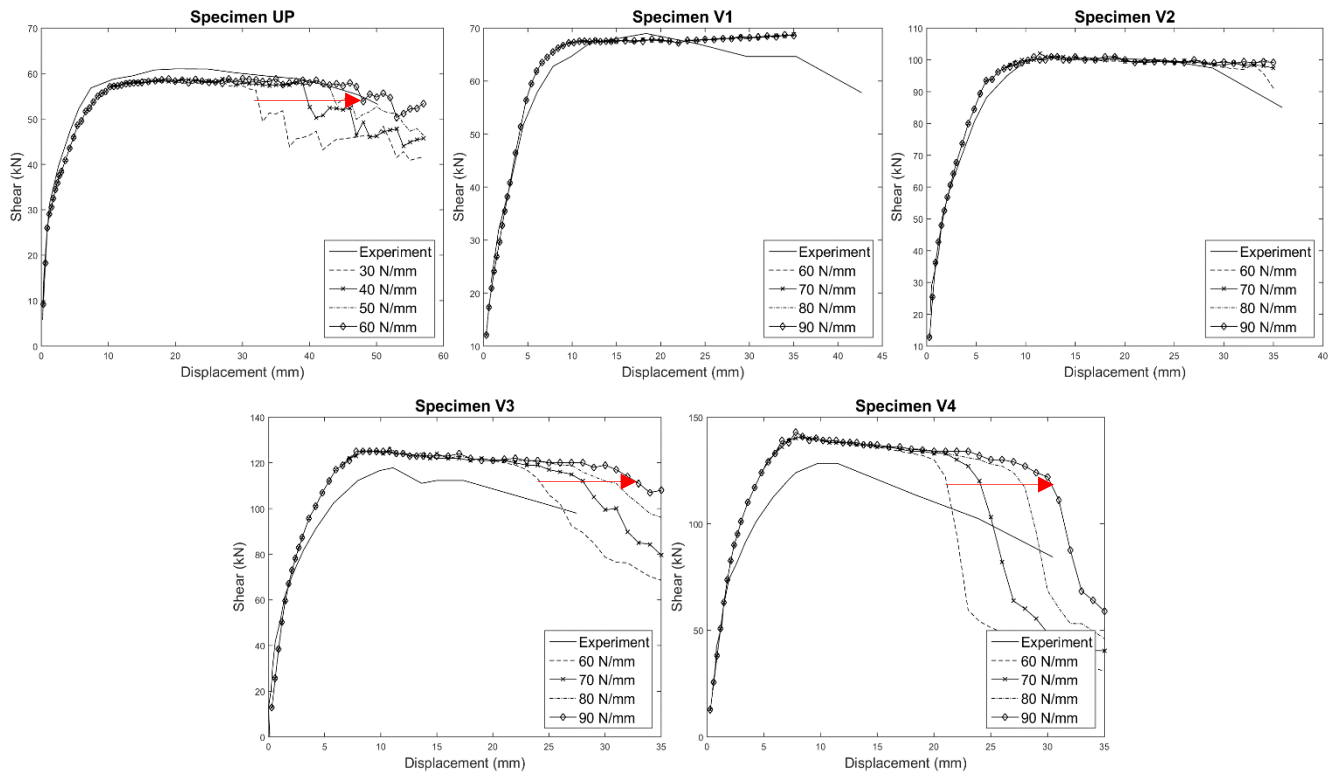 Specimen UP
70
60
50
40
30
20
10
0
0
10
20
30
40
50
60
Shear (kN)
Displacement (mm)
Experiment
30 N/mm
40 N/mm
50 N/mm
60 N/mm
Specimen V1
70
60
50
40
30
20
10
0
5
10
15
20
25
30
35
40
45
Shear (kN)
Displacement (mm)
Experiment
60 N/mm
70 N/mm
80 N/mm
90 N/mm
Specimen V2
110
100
90
80
70
60
50
40
30
20
10
0
5
10
15
20
25
30
35
40
Shear (kN)
Displacement (mm)
Experiment
60 N/mm
70 N/mm
80 N/mm
90 N/mm
Specimen V3
140
120
100
80
60
40
20
0
0
5
10
15
20
25
30
35
Shear (kN)
Displacement (mm)
Experiment
60 N/mm
70 N/mm
80 N/mm
90 N/mm
Specimen V4
150
100
50
0
0
5
10
15
20
25
30
35
Shear (kN)
Displacement (mm)
Experiment
60 N/mm
70 N/mm
80 N/mm
90 N/mm